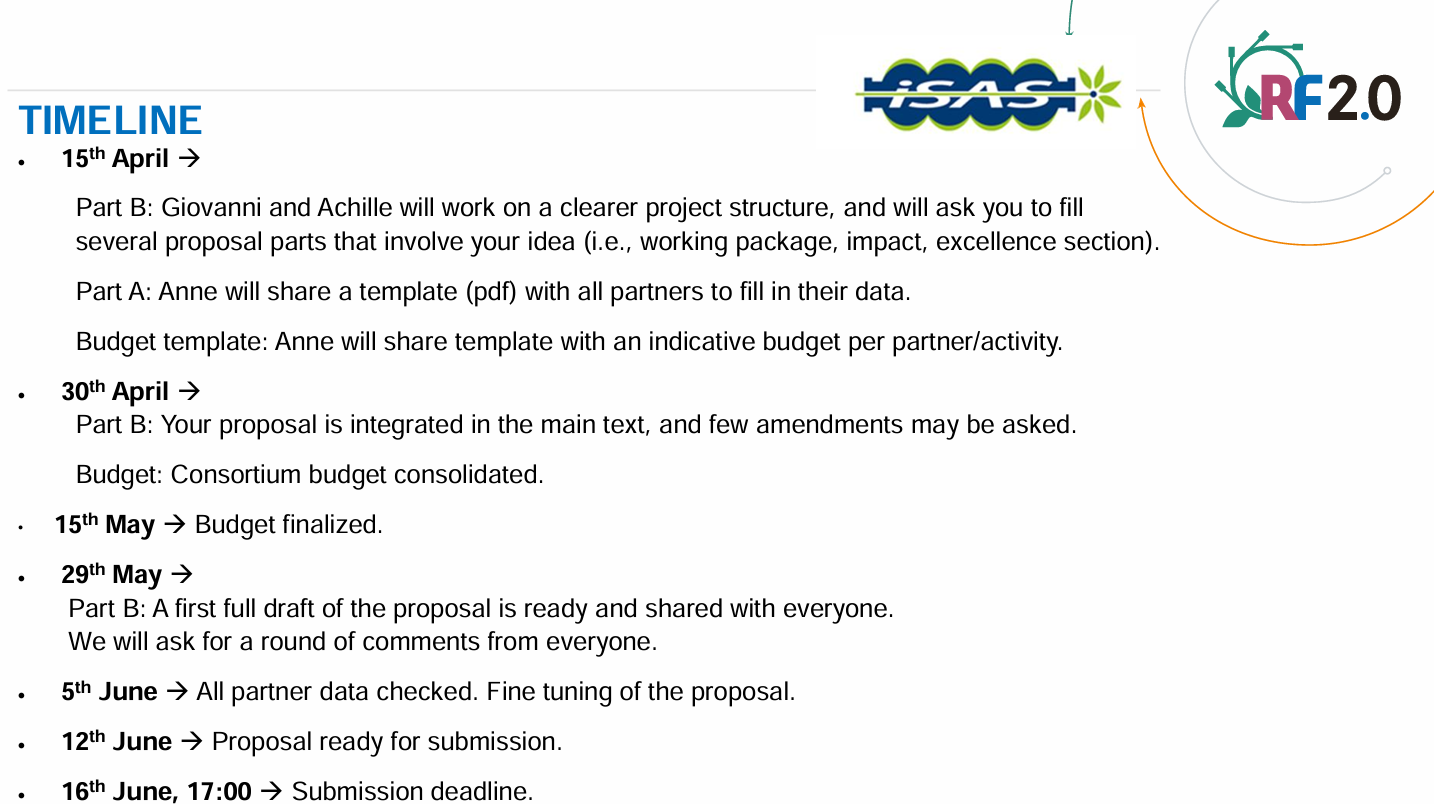 iSAS
RF2.0
TIMELINE
• 15th April →
Part B: Giovanni and Achille will work on a clearer project structure, and will ask you to fill
several proposal parts that involve your idea (i.e., working package, impact, excellence section).
Part A: Anne will share a template (pdf) with all partners to fill in their data.
Budget template: Anne will share template with an indicative budget per partner/activity.
• 30th April →
Part B: Your proposal is integrated in the main text, and few amendments may be asked.
Budget: Consortium budget consolidated.
• 15th May → Budget finalized.
• 29th May →
Part B: A first full draft of the proposal is ready and shared with everyone.
We will ask for a round of comments from everyone.
• 5th June → All partner data checked. Fine tuning of the proposal.
• 12th June → Proposal ready for submission.
• 16th June, 17:00 → Submission deadline.